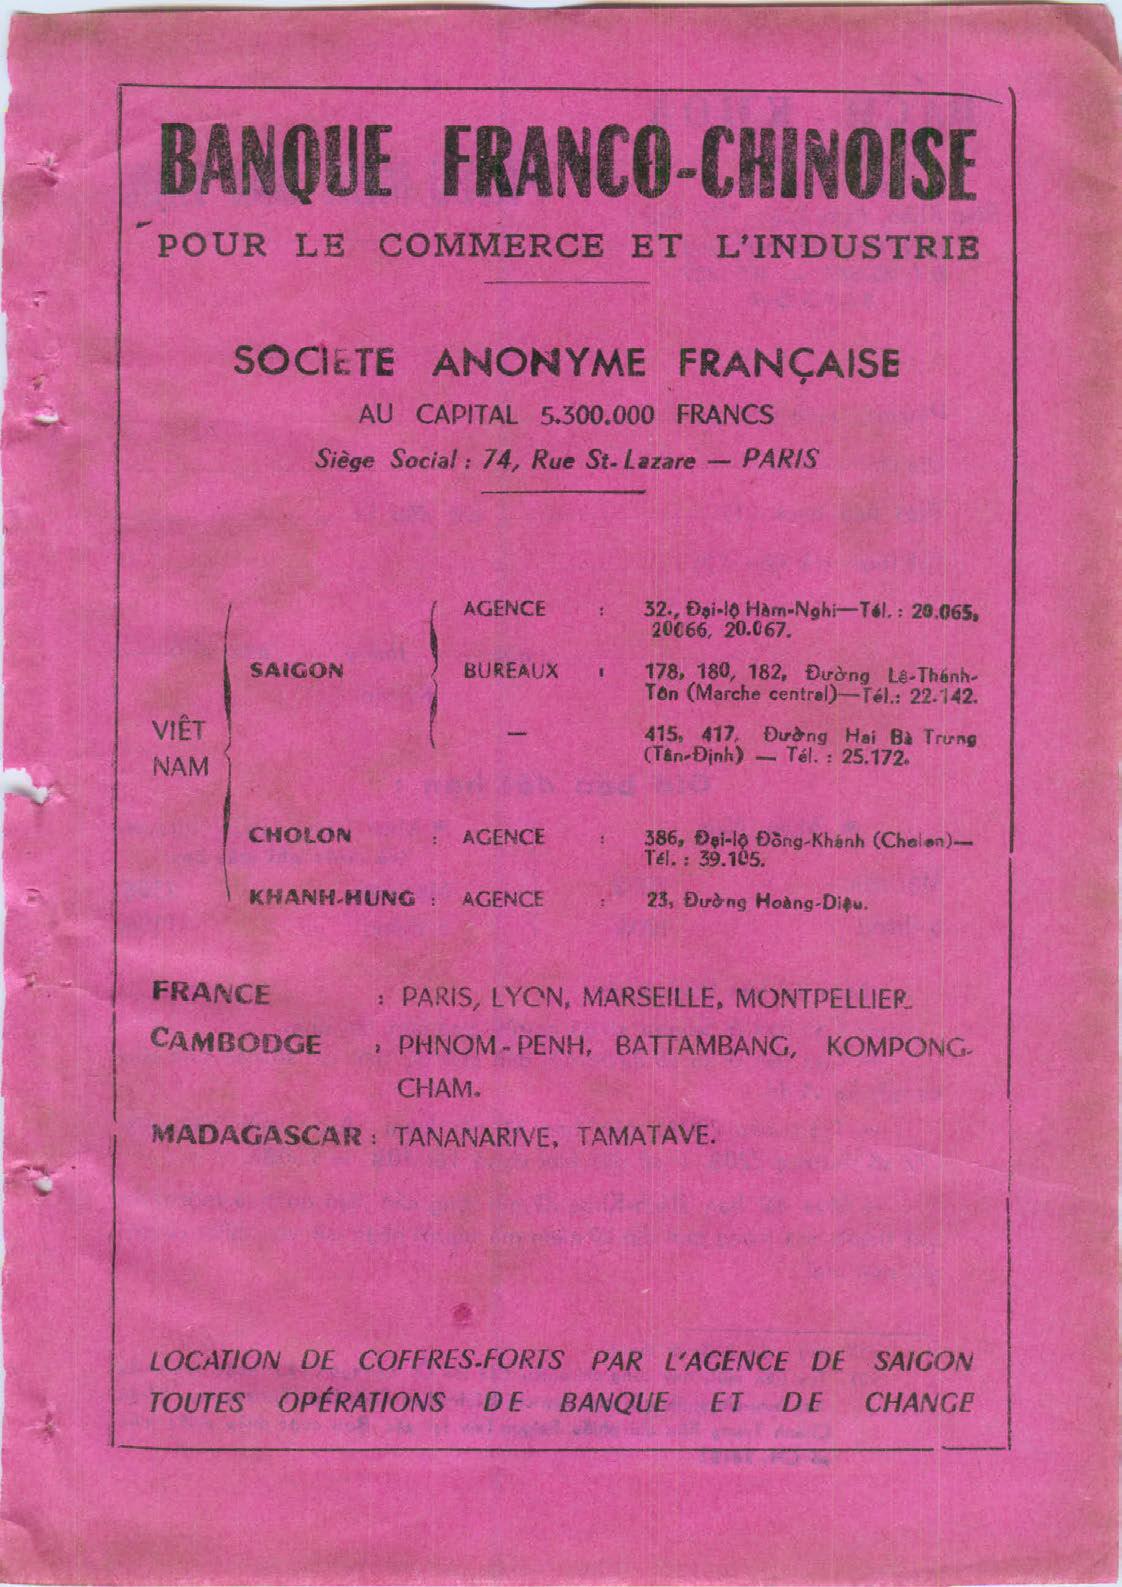 BANQUE FRANCO-CHINOISE
POUR LE COMMERCE ET L'INDUSTRIE
SOCIETE ANONYME FRANÇAISE
AU CAPITAL 5.300.000 FRANCS
Siège Social : 74, Rue St-Lazare — PARIS
VIÊT NAM
SAIGON
AGENCE : 32., Đại-lộ Hàm-Nghi—Tél. : 20.065,
20066, 20.067.
BUREAUX : 178, 180, 182, Đường Lê-Thánh-
Tôn (Marche central)—Tél.: 22.142.
— 415, 417, Đường Hai Bà Trưng
(Tân-Định) — Tél. : 25.172.
CHOLON : AGENCE : 386, Đại-lộ Đồng-Khánh (Cholon)—
Tél. : 39.105.
KHANH-HUNG : AGENCE : 23, Đường Hoàng-Diệu.
FRANCE : PARIS, LYON, MARSEILLE, MONTPELLIER.
CAMBODGE : PHNOM-PENH, BATTAMBANG, KOMPONG-
CHAM.
MADAGASCAR : TANANARIVE, TAMATAVE.
LOCATION DE COFFRES-FORTS PAR L'AGENCE DE SAIGON
TOUTES OPÉRATIONS DE BANQUE ET DE CHANGE